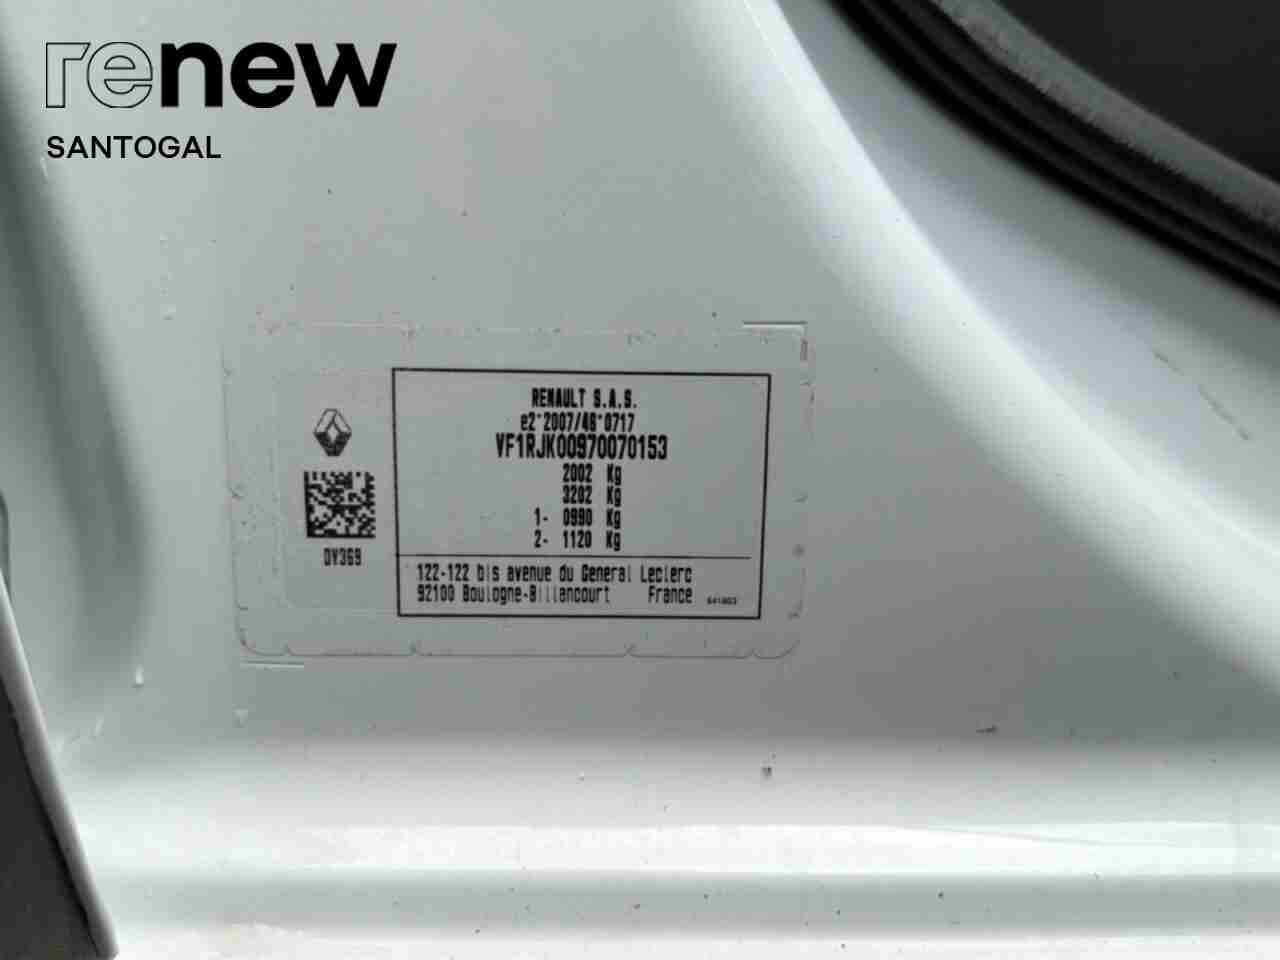 renew
SANTOGAL
RENAULT S.A.S.
e2*2007/46*0717
VF1RJK00970070153
2002 Kg
3202 Kg
1- 0990 Kg
2- 1120 Kg
DV369
122-122 bis avenue du General Leclerc
92100 Boulogne-Billancourt France